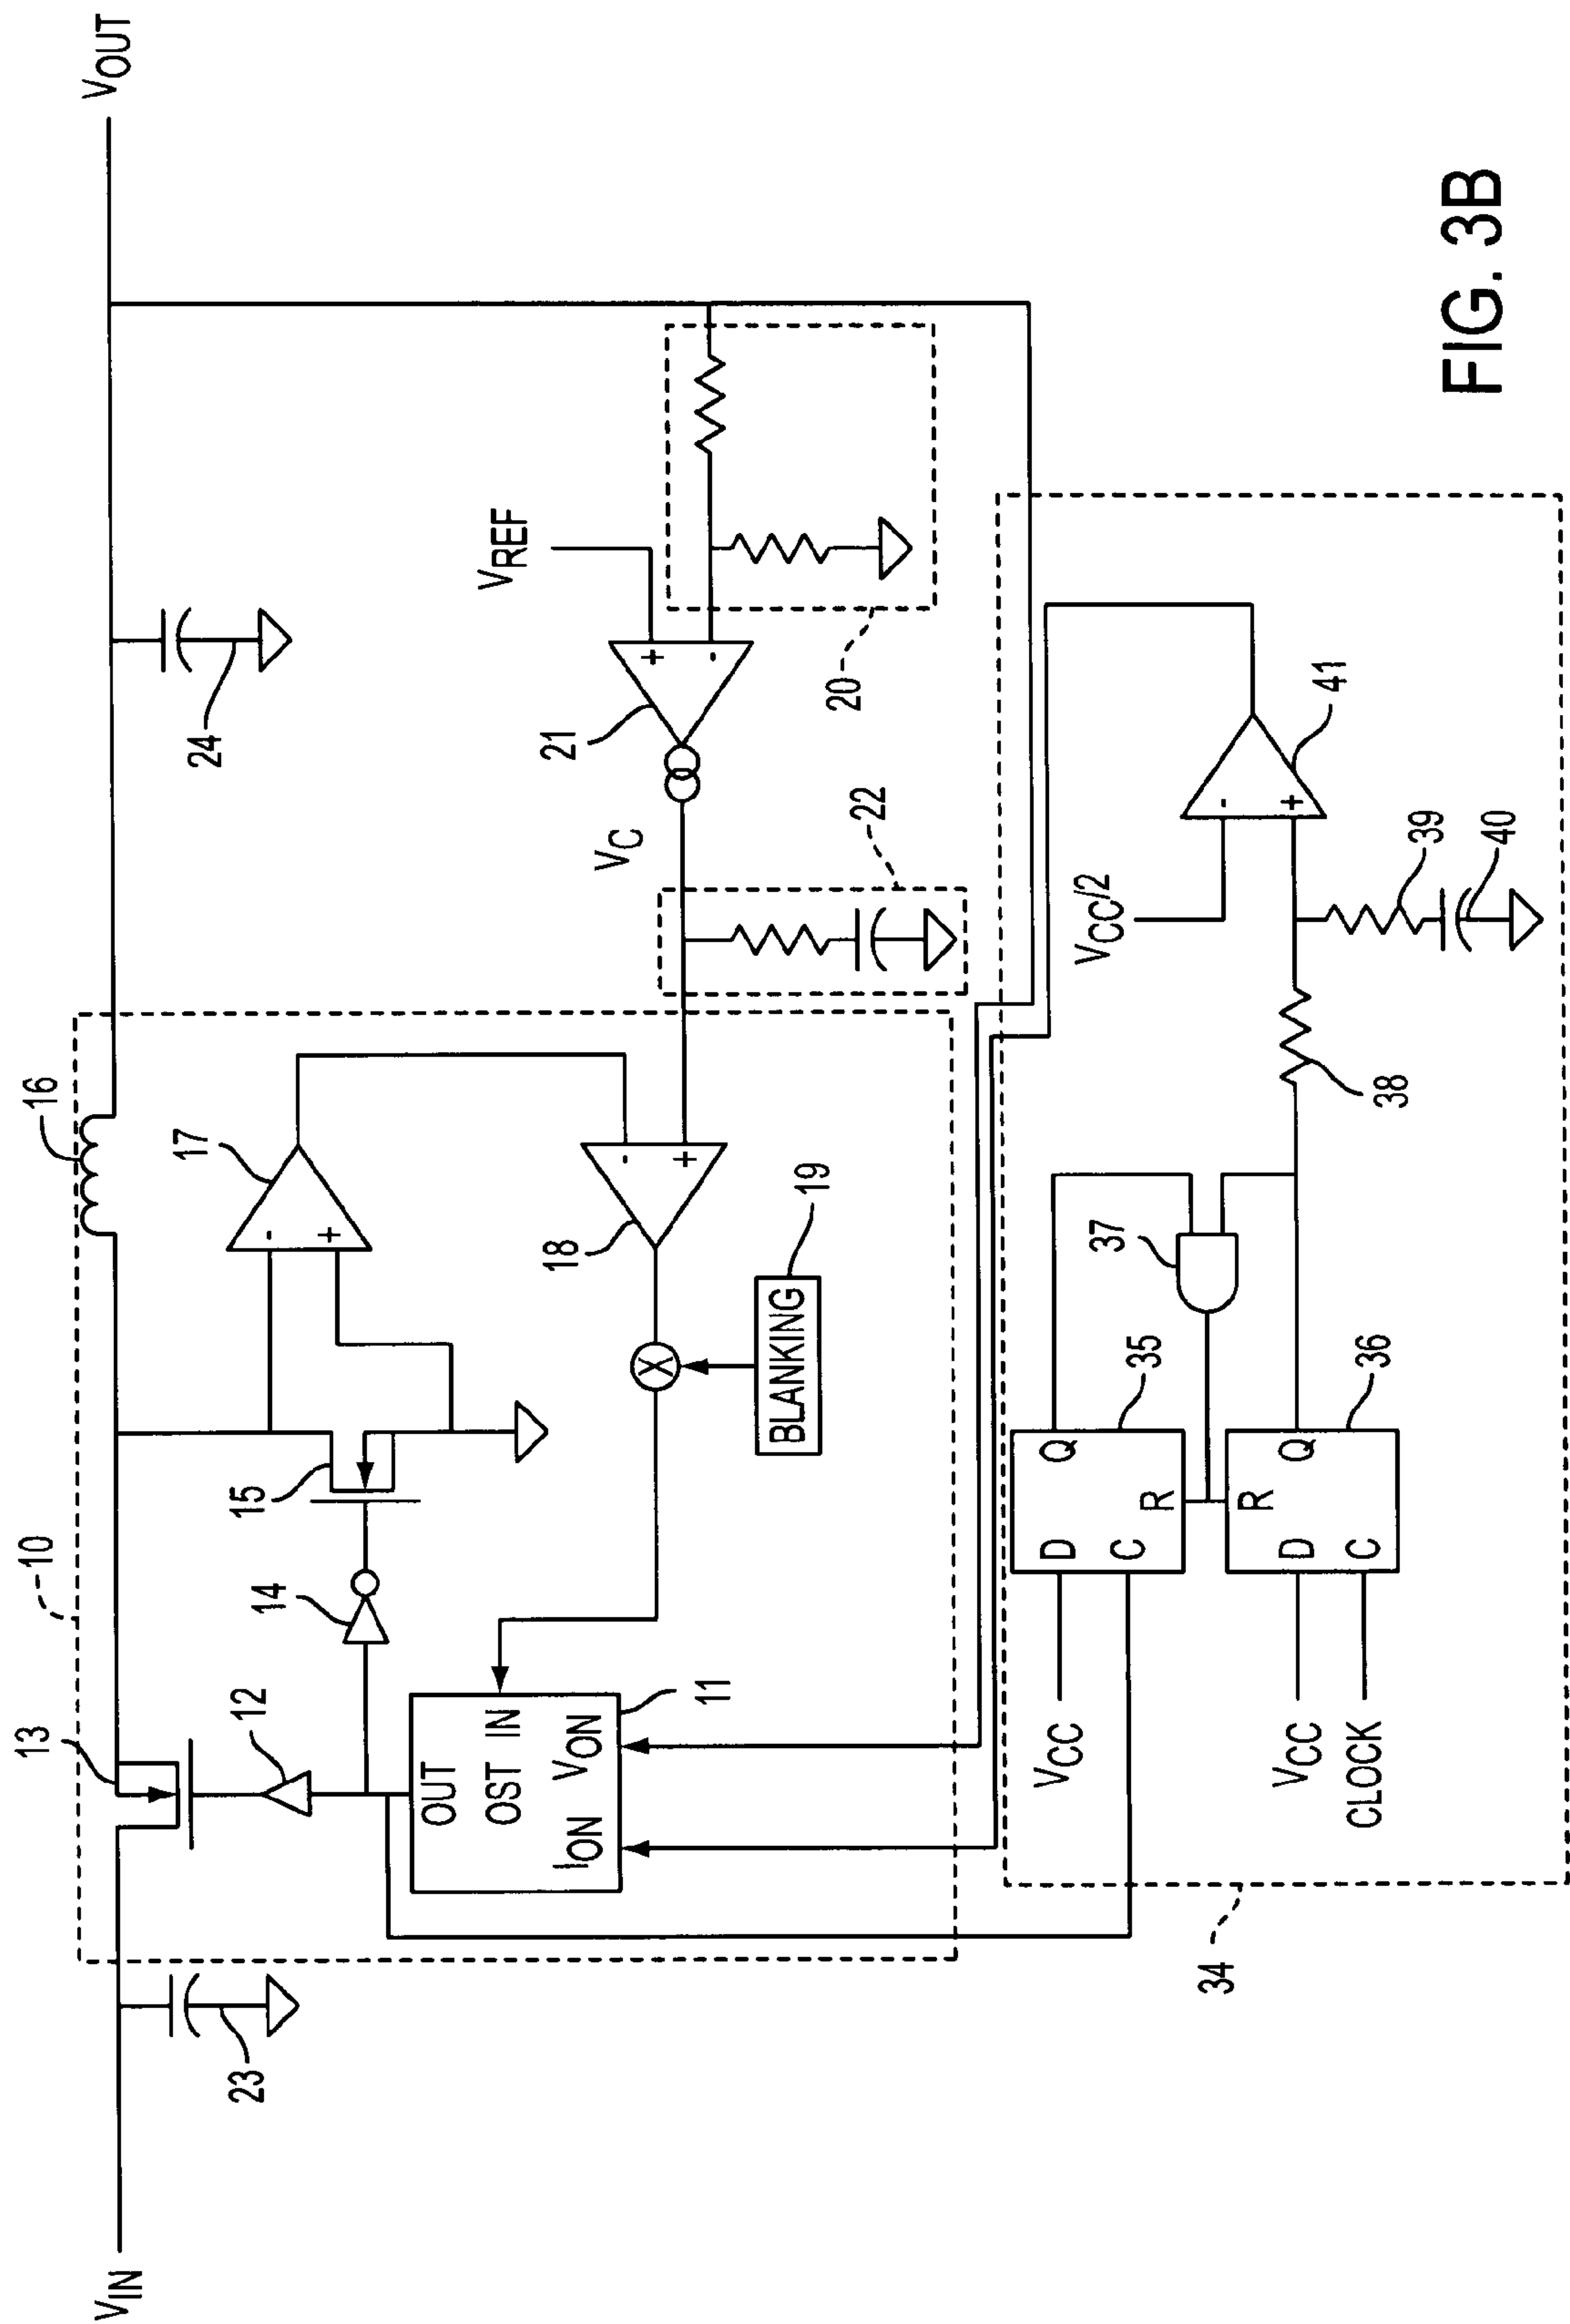 VIN
VOUT
10
13
16
23
24
12
14
15
17
VREF
21
20
VC
22
18
19
BLANKING
OUT
OST IN
ION VON
11
34
VCC
D Q
C R
35
37
VCC
CLOCK
R
D Q
C
36
38
VCC/2
39
40
41
- +
- +
+ -
- +
X
FIG. 3B